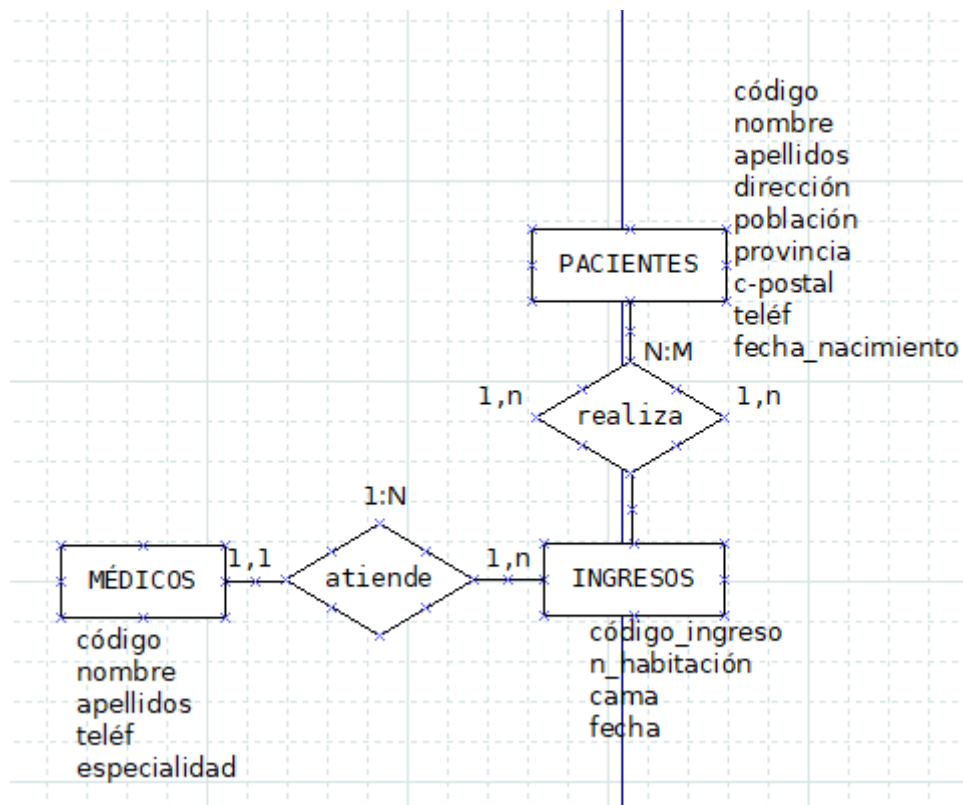 código
nombre
apellidos
dirección
población
provincia
c-postal
teléf
fecha_nacimiento
PACIENTES
N:M
1,n
realiza
1,n
1:N
MÉDICOS
1,1
atiende
1,n
INGRESOS
código
nombre
apellidos
teléf
especialidad
código_ingreso
n_habitación
cama
fecha